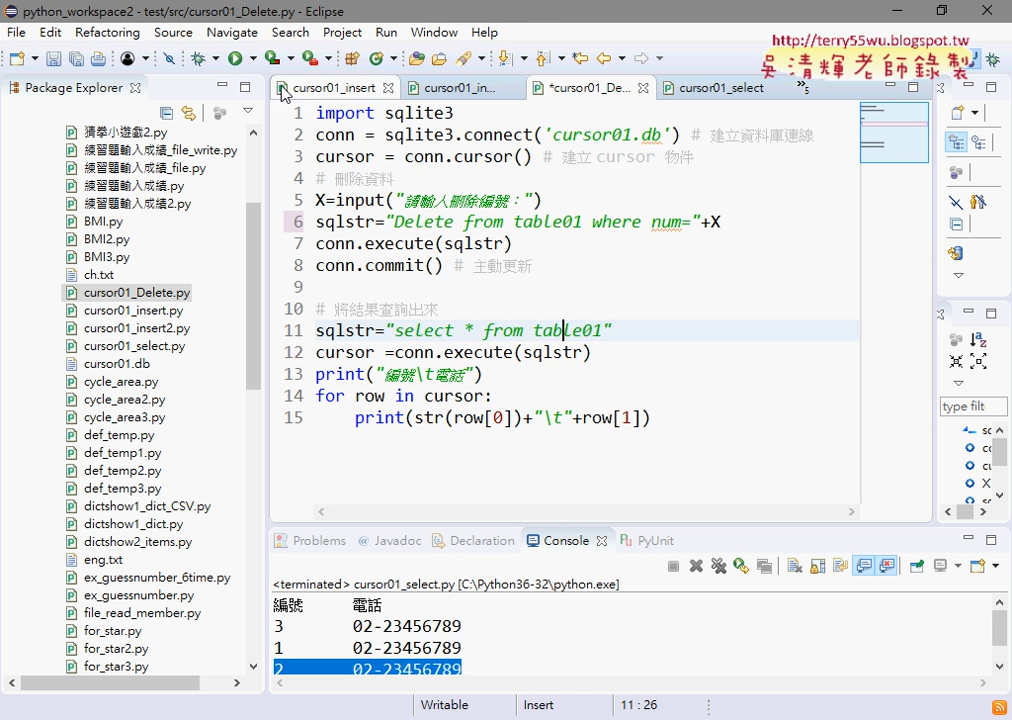 python_workspace2 - test/src/cursor01_Delete.py - Eclipse
File Edit Refactoring Source Navigate Search Project Run Window Help
http://terry55wu.blogspot.tw
吳清輝老師錄製
Package Explorer
cursor01_insert
cursor01_in...
*cursor01_De...
cursor01_select
5
猜拳小遊戲2.py
練習題輸入成績_file_write.py
練習題輸入成績_file.py
練習題輸入成績.py
練習題輸入成績2.py
BMI.py
BMI2.py
BMI3.py
ch.txt
cursor01_Delete.py
cursor01_insert.py
cursor01_insert2.py
cursor01_select.py
cursor01.db
cycle_area.py
cycle_area2.py
cycle_area3.py
def_temp.py
def_temp1.py
def_temp2.py
def_temp3.py
dictshow1_dict_CSV.py
dictshow1_dict.py
dictshow2_items.py
eng.txt
ex_guessnumber_6time.py
ex_guessnumber.py
file_read_member.py
for_star.py
for_star2.py
for_star3.py
1 import sqlite3
2 conn = sqlite3.connect('cursor01.db') # 建立資料庫連線
3 cursor = conn.cursor() # 建立 cursor 物件
4 # 刪除資料
5 X=input("請輸入刪除編號：")
6 sqlstr="Delete from table01 where num="+X
7 conn.execute(sqlstr)
8 conn.commit() # 主動更新
9
10 # 將結果查詢出來
11 sqlstr="select * from table01"
12 cursor =conn.execute(sqlstr)
13 print("編號\t電話")
14 for row in cursor:
15 print(str(row[0])+"\t"+row[1])
type filt
X
Problems Javadoc Declaration Console PyUnit
<terminated> cursor01_select.py [C:\Python36-32\python.exe]
編號 電話
3 02-23456789
1 02-23456789
2 02-23456789
Writable Insert 11 : 26